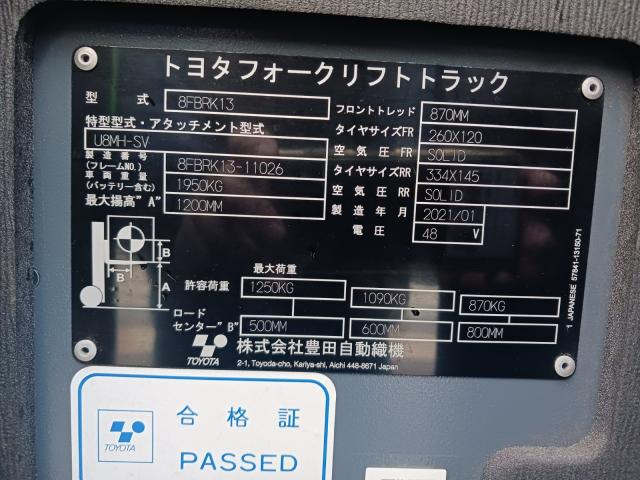 トヨタフォークリフトトラック
型式 8FBRK13
特型型式・アタッチメント型式
U8MH-SV
製造番号
(フレームNO.) 8FBRK13-11026
車両重量
(バッテリー含む) 1950KG
最大揚高"A" 1200MM
フロントトレッド 870MM
タイヤサイズFR 260X120
空気圧FR SOLID
タイヤサイズRR 334X145
空気圧RR SOLID
製造年月 2021/01
電圧 48 V
B
B
A
最大荷重
許容荷重 1250KG 1090KG 870KG
ロード
センター"B" 500MM 600MM 800MM
TOYOTA 株式会社豊田自動織機
2-1, Toyoda-cho, Kariya-shi, Aichi 448-8671 Japan
1 JAPANESE 57841-13150-71
TOYOTA
合格証
PASSED